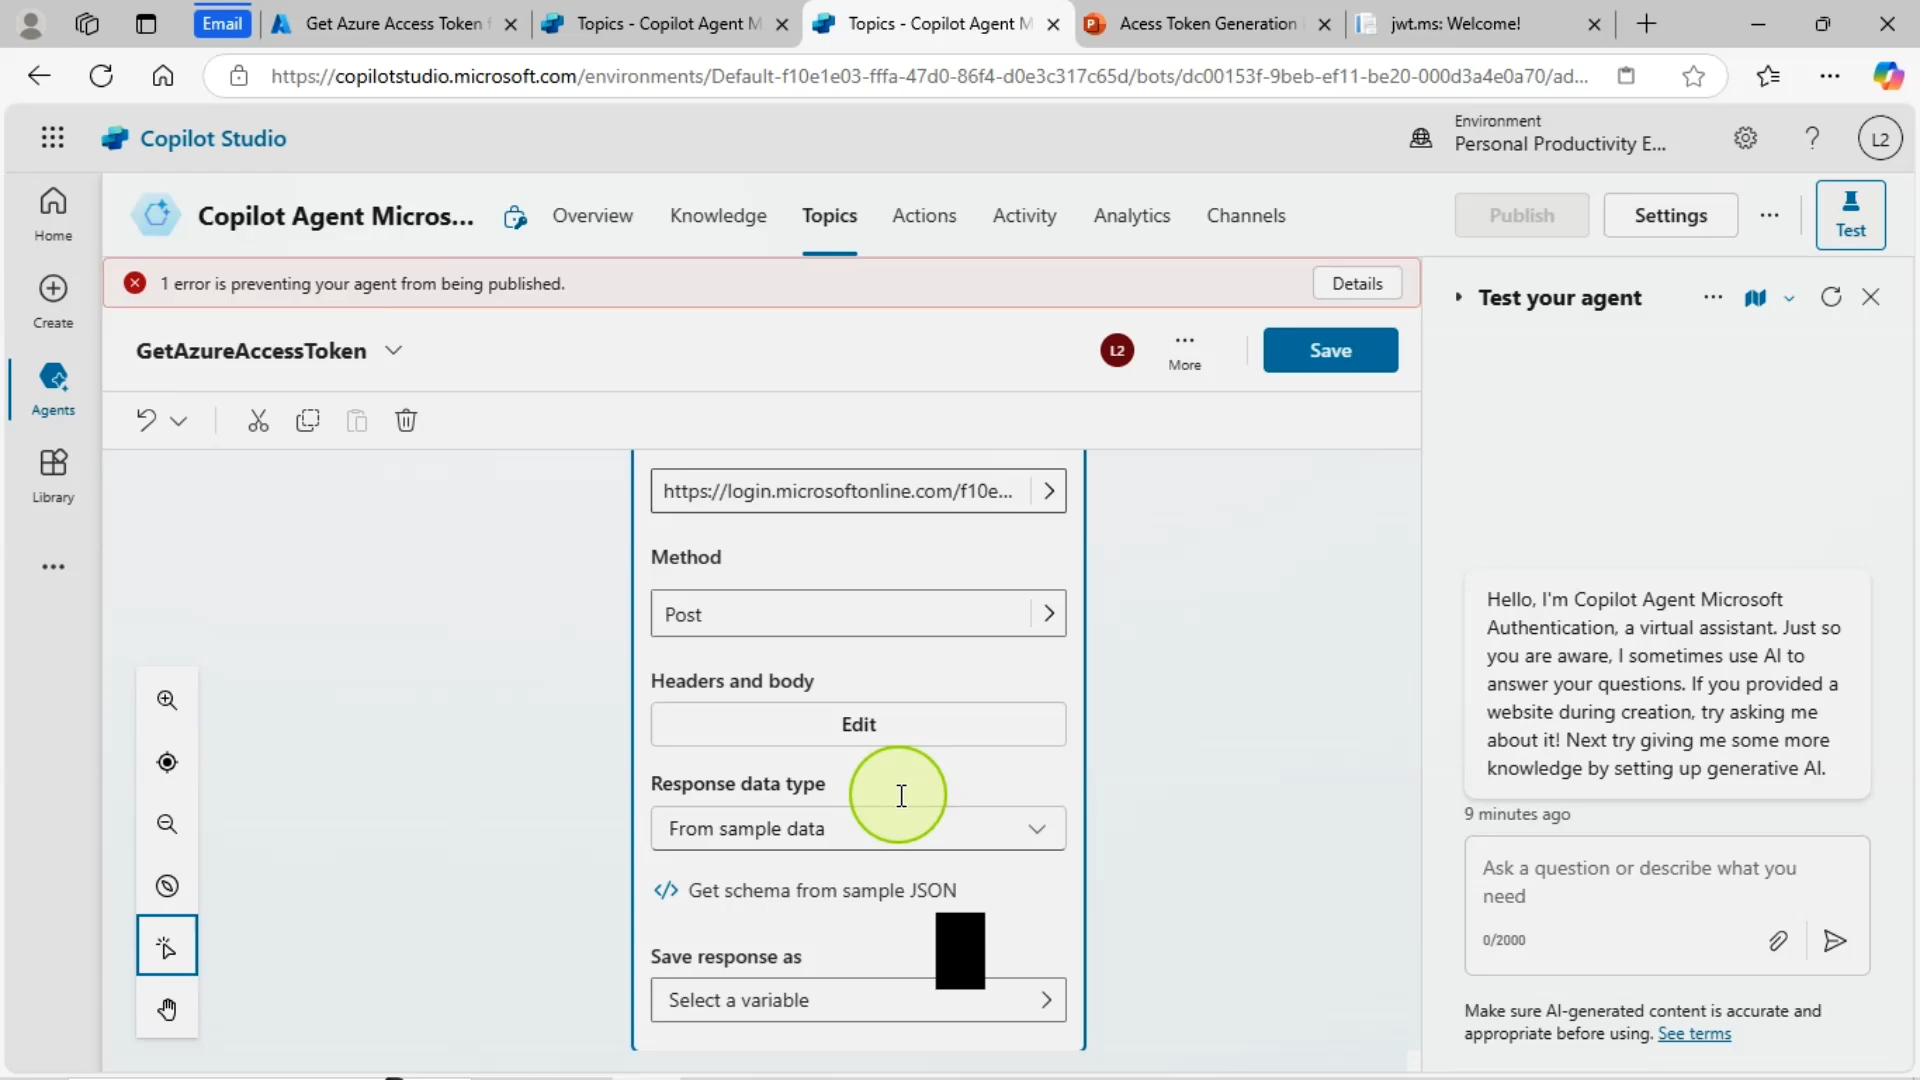 Email
Get Azure Access Token f
Topics - Copilot Agent M
Topics - Copilot Agent M
Acess Token Generation
jwt.ms: Welcome!
https://copilotstudio.microsoft.com/environments/Default-f10e1e03-fffa-47d0-86f4-d0e3c317c65d/bots/dc00153f-9beb-ef11-be20-000d3a4e0a70/ad...
Copilot Studio
Environment
Personal Productivity E...
L2
Home
Create
Agents
Library
Copilot Agent Micros...
Overview
Knowledge
Topics
Actions
Activity
Analytics
Channels
Publish
Settings
Test
1 error is preventing your agent from being published.
Details
GetAzureAccessToken
L2
More
Save
https://login.microsoftonline.com/f10e...
Method
Post
Headers and body
Edit
Response data type
From sample data
</> Get schema from sample JSON
Save response as
Select a variable
Test your agent
Hello, I'm Copilot Agent Microsoft
Authentication, a virtual assistant. Just so
you are aware, I sometimes use AI to
answer your questions. If you provided a
website during creation, try asking me
about it! Next try giving me some more
knowledge by setting up generative AI.
9 minutes ago
Ask a question or describe what you
need
0/2000
Make sure AI-generated content is accurate and
appropriate before using. See terms